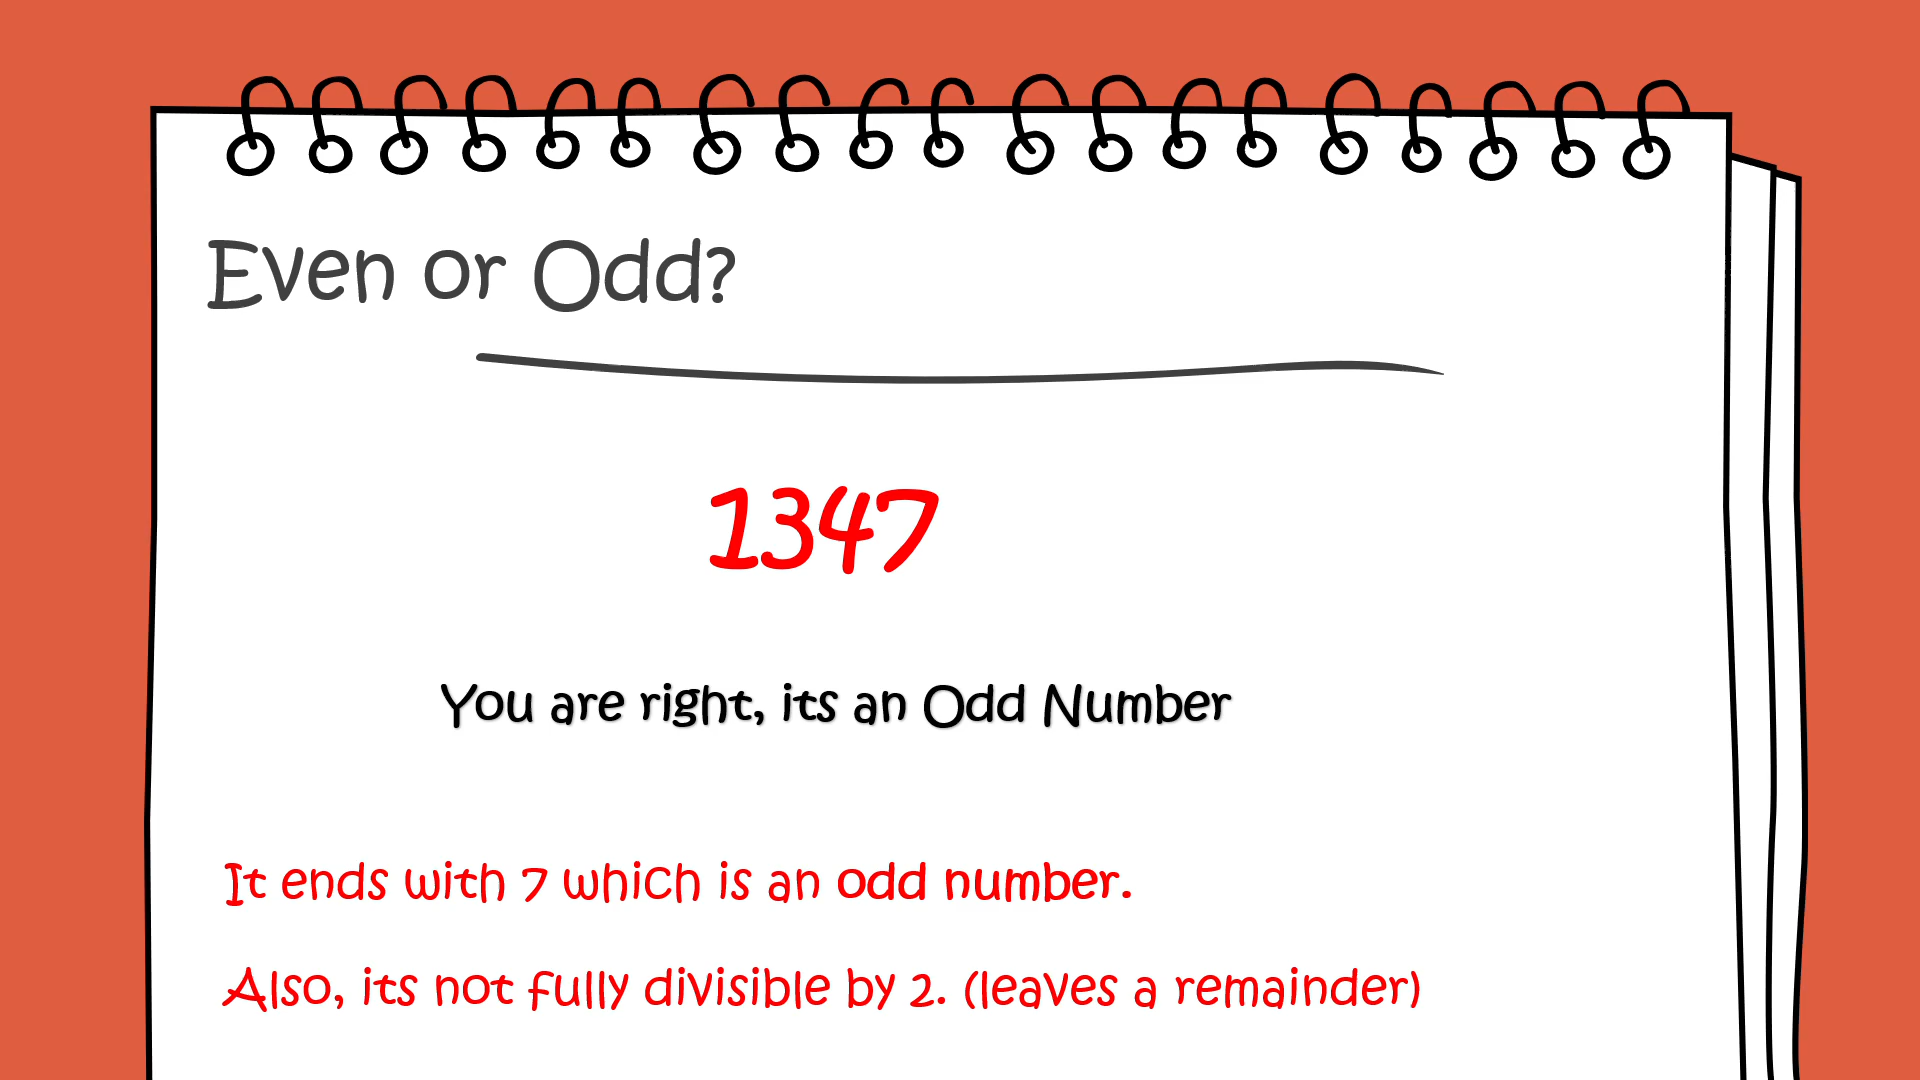 Even or Odd?
1347
You are right, its an Odd Number
It ends with 7 which is an odd number.
Also, its not fully divisible by 2. (leaves a remainder)